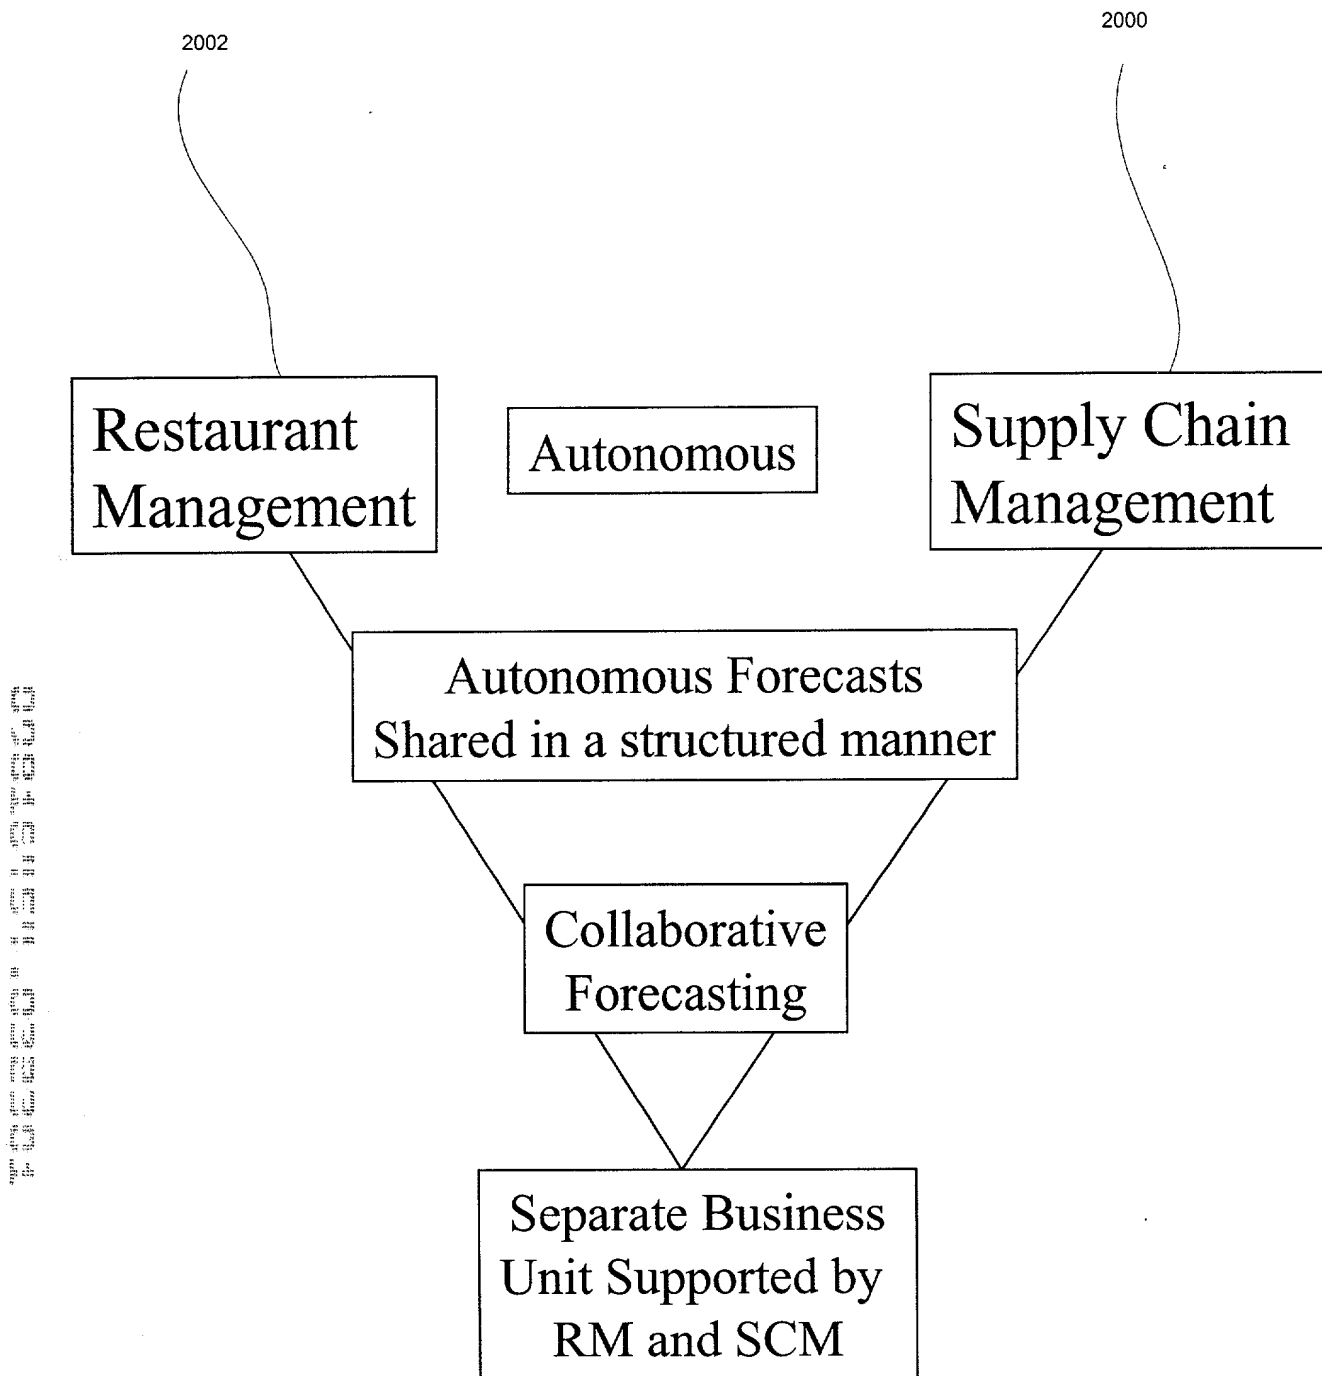 2002
2000
Restaurant
Management
Autonomous
Supply Chain
Management
Autonomous Forecasts
Shared in a structured manner
Collaborative
Forecasting
Separate Business
Unit Supported by
RM and SCM